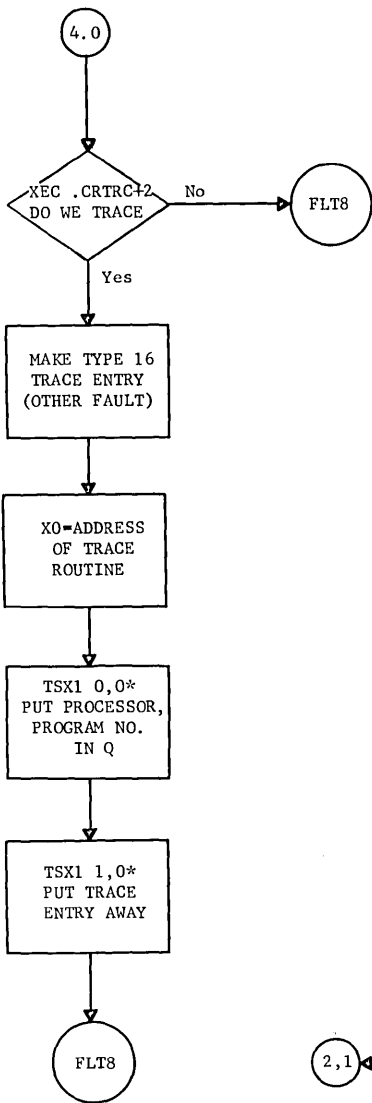 4.0
XEC .CRTRC+2
DO WE TRACE
No
FLT8
Yes
MAKE TYPE 16
TRACE ENTRY
(OTHER FAULT)
X0=ADDRESS
OF TRACE
ROUTINE
TSX1 0,0*
PUT PROCESSOR,
PROGRAM NO.
IN Q
TSX1 1,0*
PUT TRACE
ENTRY AWAY
FLT8
2,1